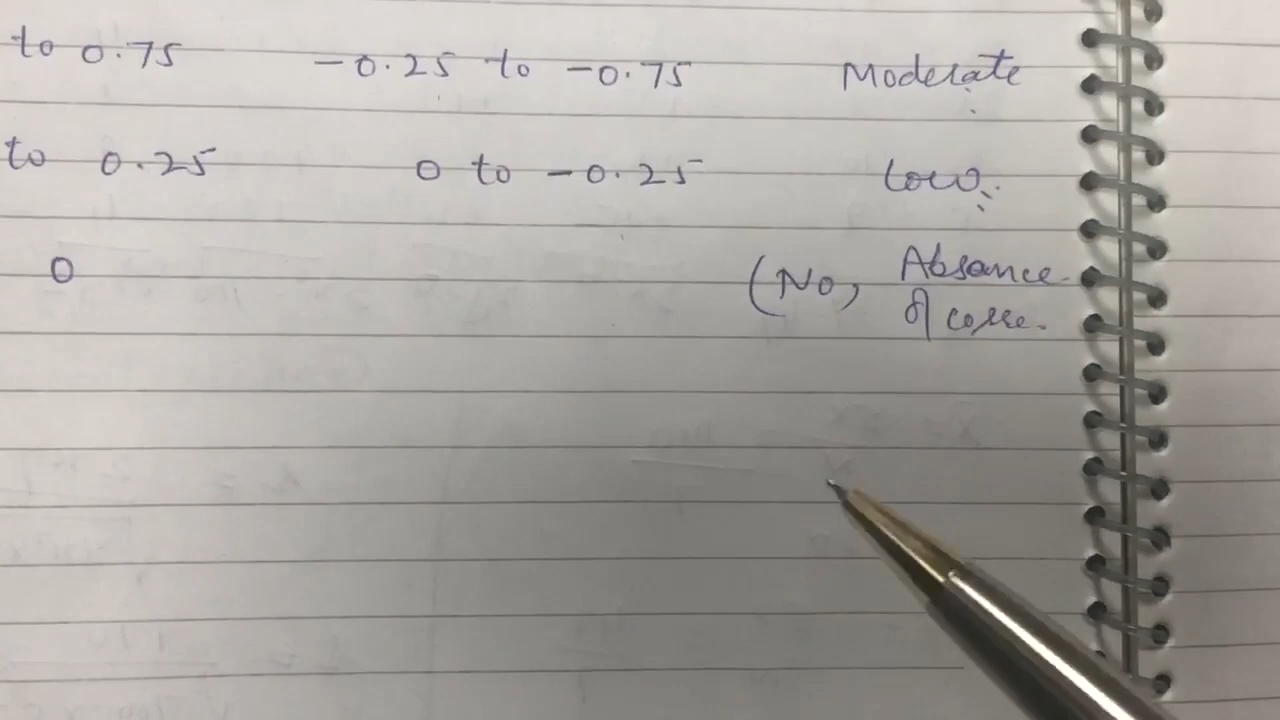 to 0.75 -0.25 to -0.75 Moderate
to 0.25 0 to -0.25 Low
0 (No, Absance
of corre.